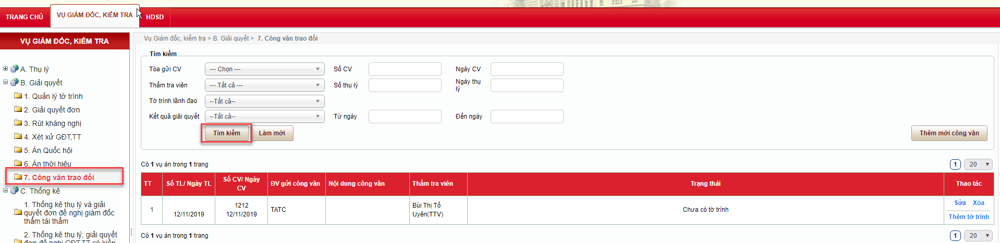 TRANG CHỦ
VỤ GIÁM ĐỐC, KIỂM TRA
HDSD
VỤ GIÁM ĐỐC, KIỂM TRA
A. Thụ lý
B. Giải quyết
1. Quản lý tờ trình
2. Giải quyết đơn
3. Rút kháng nghị
4. Xét xử GĐT,TT
5. Án Quốc hội
6. Án thời hiệu
7. Công văn trao đổi
C. Thống kê
1. Thống kê thụ lý và giải
quyết đơn đề nghị giám đốc
thẩm tái thẩm
2. Thống kê thụ lý, giải quyết
đơn đề nghị GĐT,TT có kiến
Vụ Giám đốc, kiểm tra > B. Giải quyết > 7. Công văn trao đổi
Tìm kiếm
Tòa gửi CV
--- Chọn ---
Số CV
Ngày CV
Thẩm tra viên
--- Tất cả ---
Số thụ lý
Ngày thụ
lý
Tờ trình lãnh đạo
--Tất cả--
Kết quả giải quyết
--Tất cả--
Từ ngày
Đến ngày
Tìm kiếm
Làm mới
Thêm mới công văn
Có 1 vụ án trong 1 trang
1
20
TT
Số TL/ Ngày TL
Số CV/ Ngày
CV
ĐV gửi công văn
Nội dung công văn
Thẩm tra viên
Trạng thái
Thao tác
1
12/11/2019
1212
12/11/2019
TATC
Bùi Thị Tố
Uyên(TTV)
Chưa có tờ trình
Sửa Xóa
Thêm tờ trình
Có 1 vụ án trong 1 trang
1
20